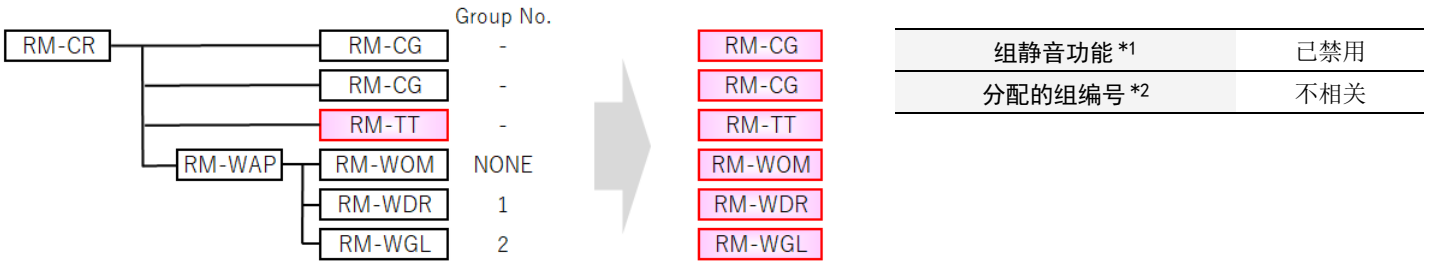 Group No.
RM-CR RM-CG - RM-CG 组静音功能 *1 已禁用
RM-CG - RM-CG 分配的组编号 *2 不相关
RM-TT - RM-TT
RM-WAP RM-WOM NONE RM-WOM
RM-WDR 1 RM-WDR
RM-WGL 2 RM-WGL